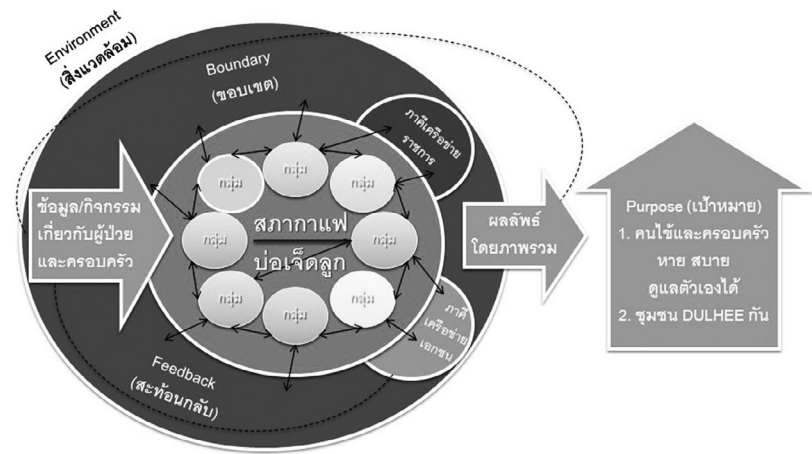 Environment
(สิ่งแวดล้อม)
Boundary
(ขอบเขต)
ภาคีเครือข่าย
ราชการ
กลุ่ม
กลุ่ม
กลุ่ม
กลุ่ม
กลุ่ม
กลุ่ม
กลุ่ม
กลุ่ม
สภากาแฟ
บ่อเจ็ดลูก
ข้อมูล/กิจกรรม
เกี่ยวกับผู้ป่วย
และครอบครัว
ภาคี
เครือข่าย
เอกชน
Feedback
(สะท้อนกลับ)
ผลลัพธ์
โดยภาพรวม
Purpose (เป้าหมาย)
1. คนไข้และครอบครัว
หาย สบาย
ดูแลตัวเองได้
2. ชุมชน DULHEE กัน